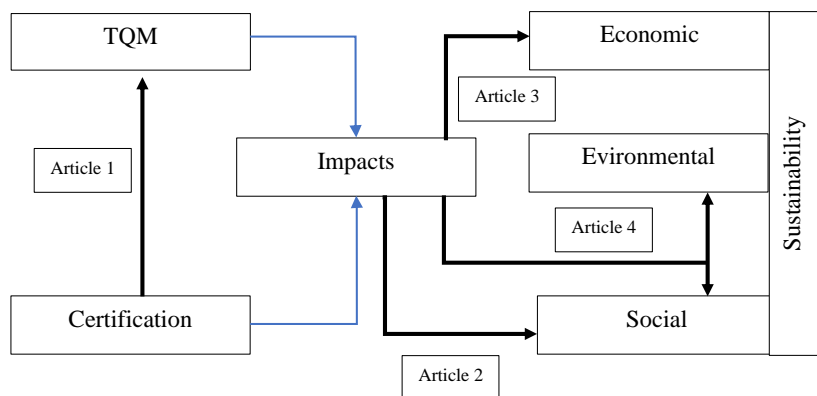 TQM
Economic
Article 3
Impacts
Evironmental
Article 1
Sustainability
Article 4
Certification
Social
Article 2